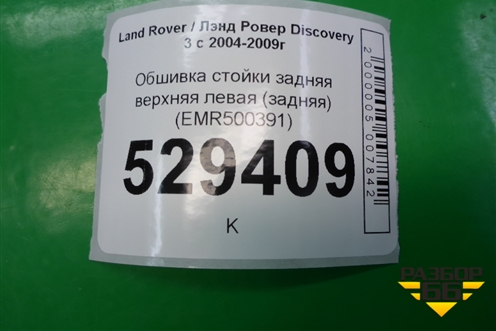 Land Rover / Лэнд Ровер Discovery
3 с 2004-2009г
Обшивка стойки задняя
верхняя левая (задняя)
(EMR500391)
529409
К
2000005007842
РАЗБОР
66